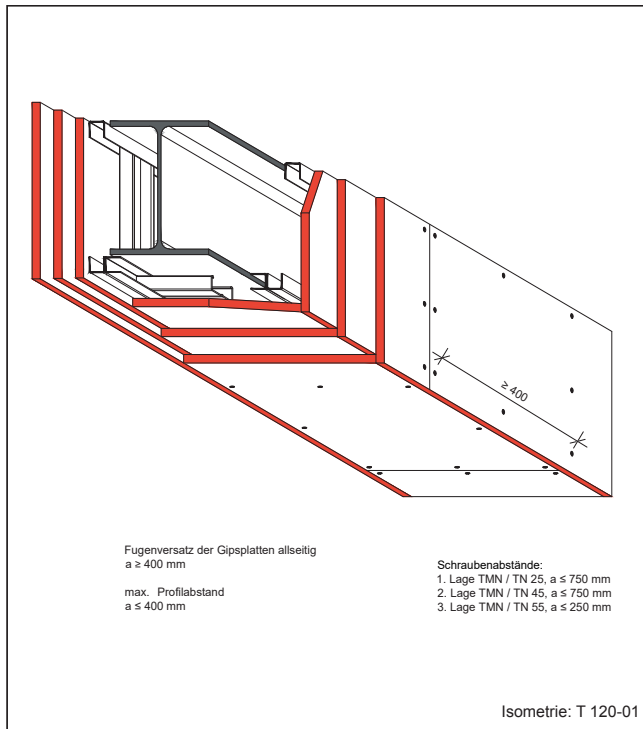 ≥ 400
Fugenversatz der Gipsplatten allseitig
a ≥ 400 mm
max. Profilabstand
a ≤ 400 mm
Schraubenabstände:
1. Lage TMN / TN 25, a ≤ 750 mm
2. Lage TMN / TN 45, a ≤ 750 mm
3. Lage TMN / TN 55, a ≤ 250 mm
Isometrie: T 120-01